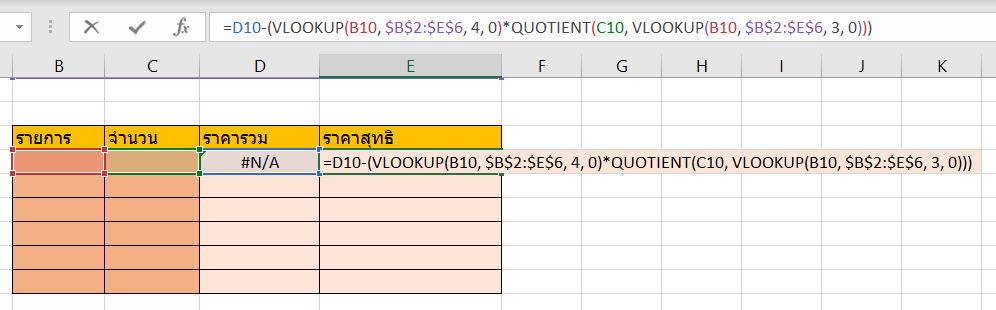 fx =D10-(VLOOKUP(B10, $B$2:$E$6, 4, 0)*QUOTIENT(C10, VLOOKUP(B10, $B$2:$E$6, 3, 0)))
B C D E F G H I J K
รายการ จำนวน ราคารวม ราคาสุทธิ
#N/A =D10-(VLOOKUP(B10, $B$2:$E$6, 4, 0)*QUOTIENT(C10, VLOOKUP(B10, $B$2:$E$6, 3, 0)))